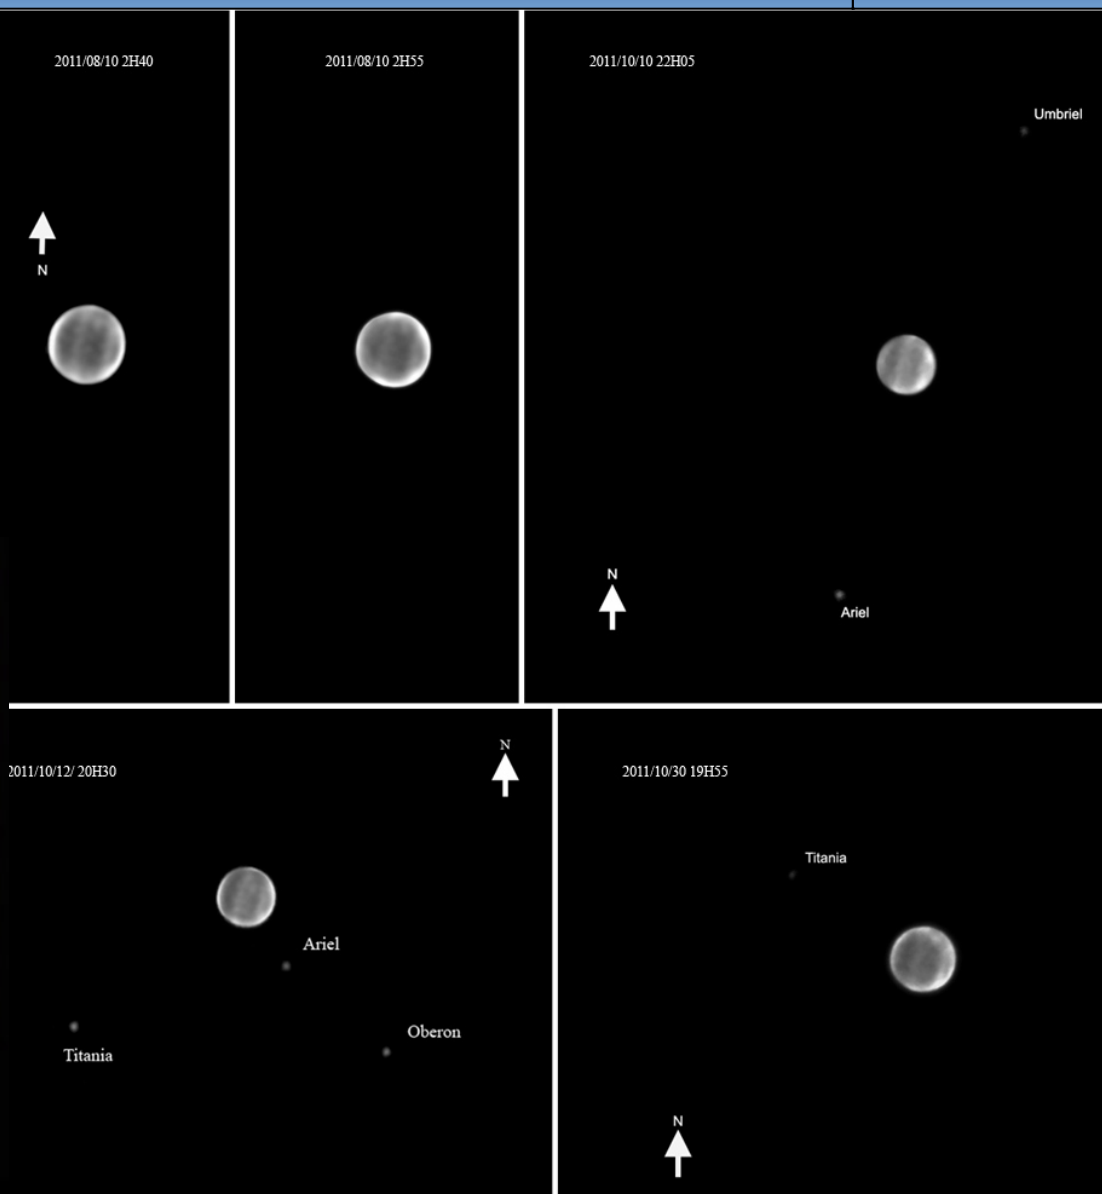 2011/08/10 2H40
2011/08/10 2H55
2011/10/10 22H05
Umbriel
N
N
Ariel
N
2011/10/12/ 20H30
2011/10/30 19H55
Titania
Ariel
Oberon
Titania
N